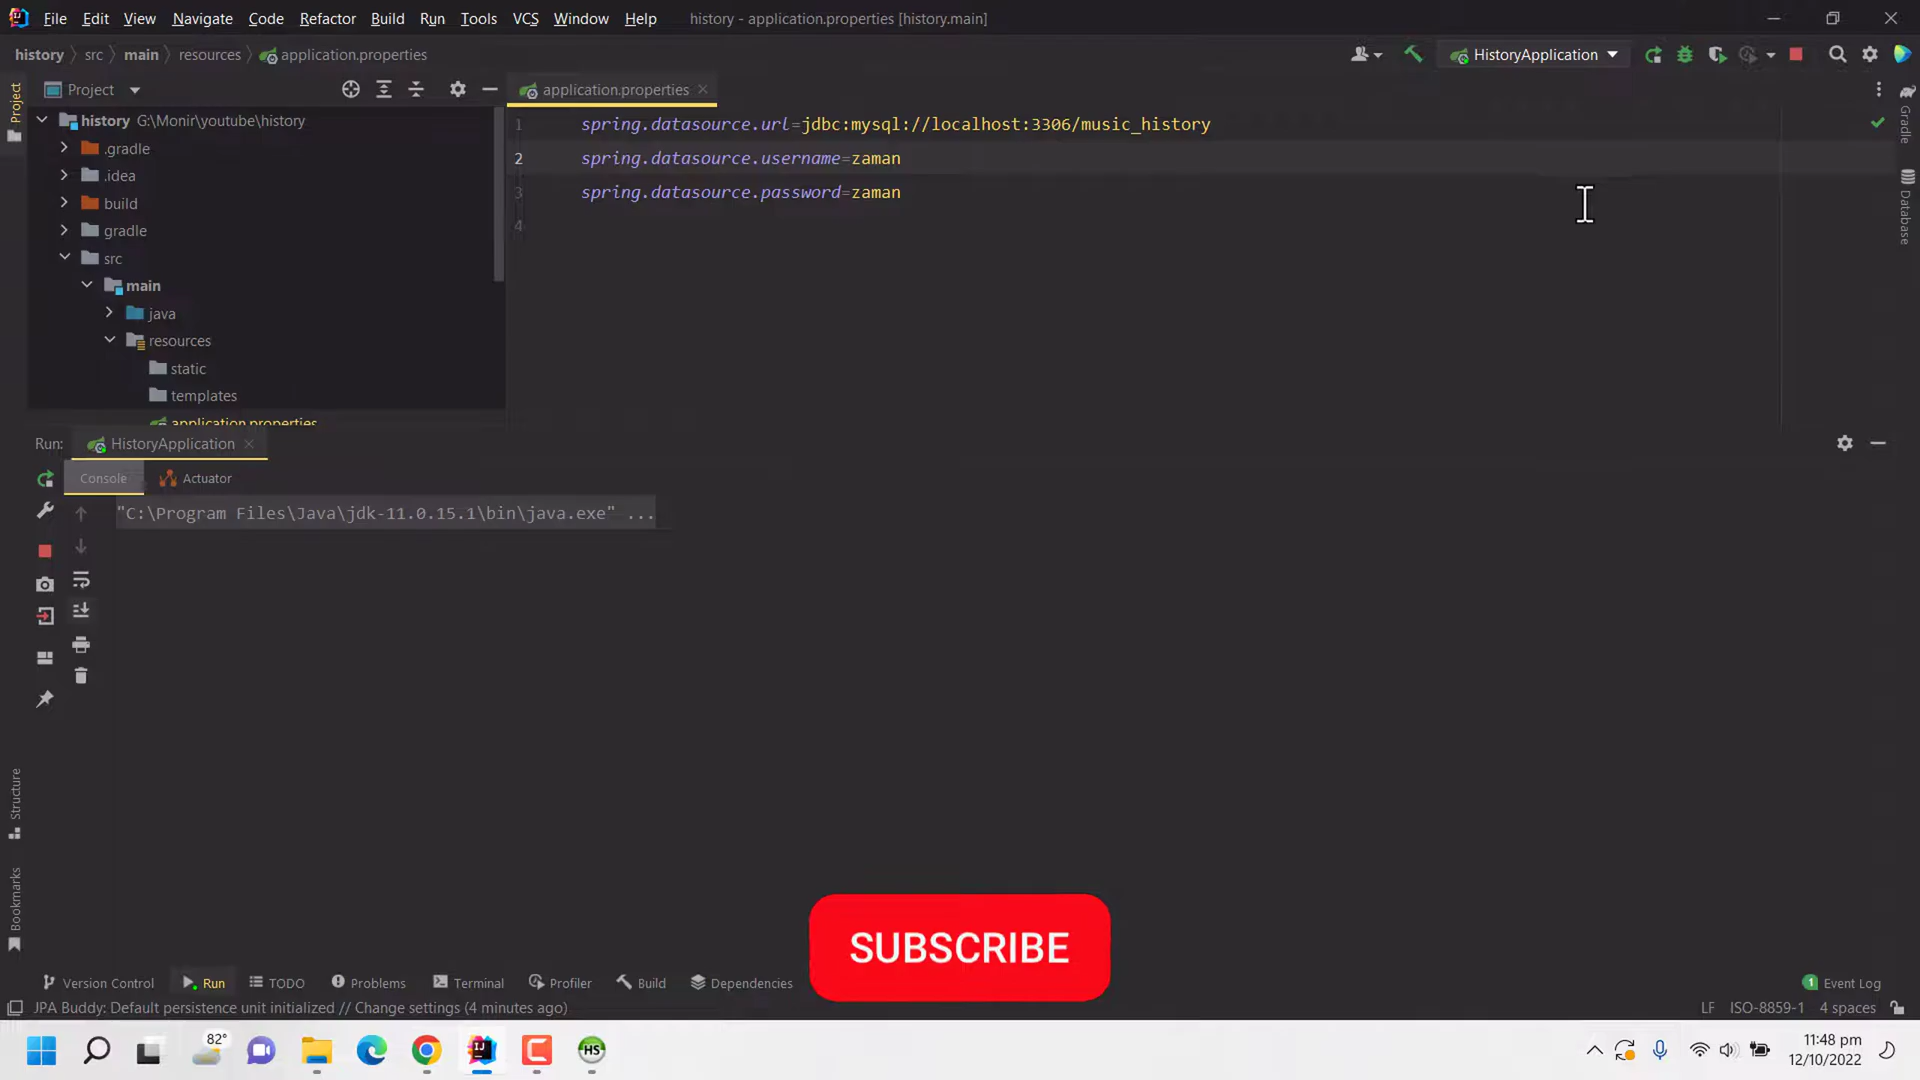 File Edit View Navigate Code Refactor Build Run Tools VCS Window Help history - application.properties [history.main]
history src main resources application.properties HistoryApplication
Project application.properties
Project
history G:\Monir\youtube\history
.gradle
.idea
build
gradle
src
main
java
resources
static
templates
application.properties
1 spring.datasource.url=jdbc:mysql://localhost:3306/music_history
2 spring.datasource.username=zaman
3 spring.datasource.password=zaman
4
Gradle
Database
Run: HistoryApplication
Console Actuator
"C:\Program Files\Java\jdk-11.0.15.1\bin\java.exe" ...
Structure
Bookmarks
SUBSCRIBE
Version Control Run TODO Problems Terminal Profiler Build Dependencies 1 Event Log
JPA Buddy: Default persistence unit initialized // Change settings (4 minutes ago) LF ISO-8859-1 4 spaces
82°
IJ
HS
11:48 pm
12/10/2022